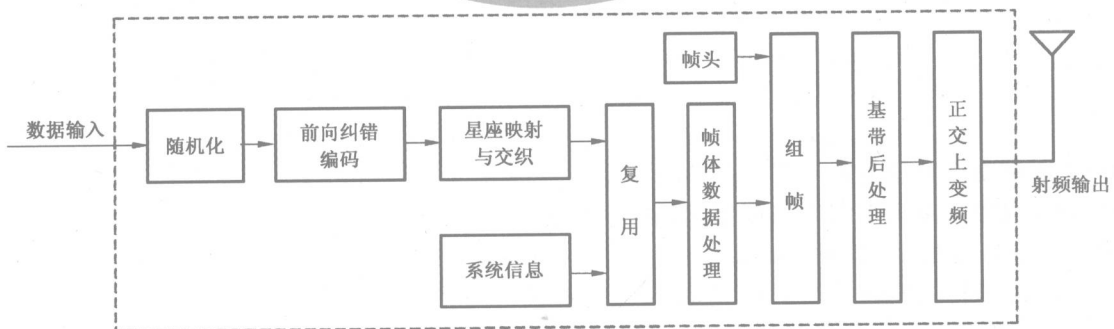 数据输入
随机化
前向纠错
编码
星座映射
与交织
系统信息
复用
帧头
帧体数据处理
组帧
基带后处理
正交上变频
射频输出